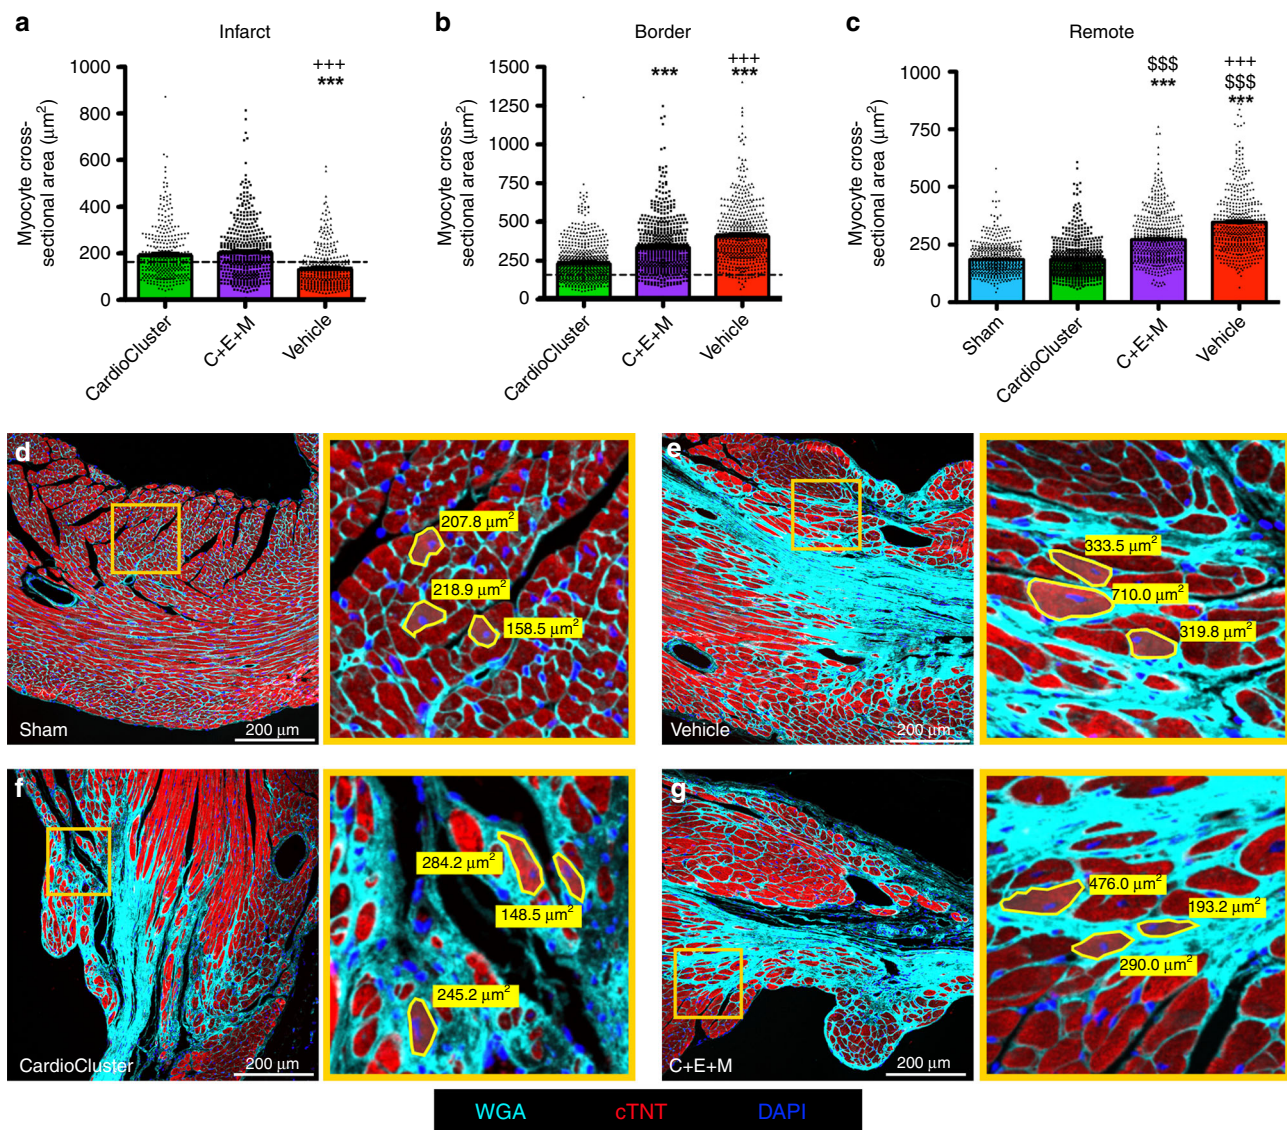 a
Infarct
Myocyte cross-
sectional area (µm²)
1000
800
600
400
200
0
+++
***
CardioCluster
C+E+M
Vehicle
b
Border
Myocyte cross-
sectional area (µm²)
1500
1250
1000
750
500
250
0
***
+++
***
CardioCluster
C+E+M
Vehicle
c
Remote
Myocyte cross-
sectional area (µm²)
1000
750
500
250
0
$$$
***
+++
$$$
***
Sham
CardioCluster
C+E+M
Vehicle
d
Sham
200 µm
207.8 µm²
218.9 µm²
158.5 µm²
e
Vehicle
200 µm
333.5 µm²
710.0 µm²
319.8 µm²
f
CardioCluster
200 µm
284.2 µm²
148.5 µm²
245.2 µm²
g
C+E+M
200 µm
476.0 µm²
193.2 µm²
290.0 µm²
WGA cTNT DAPI